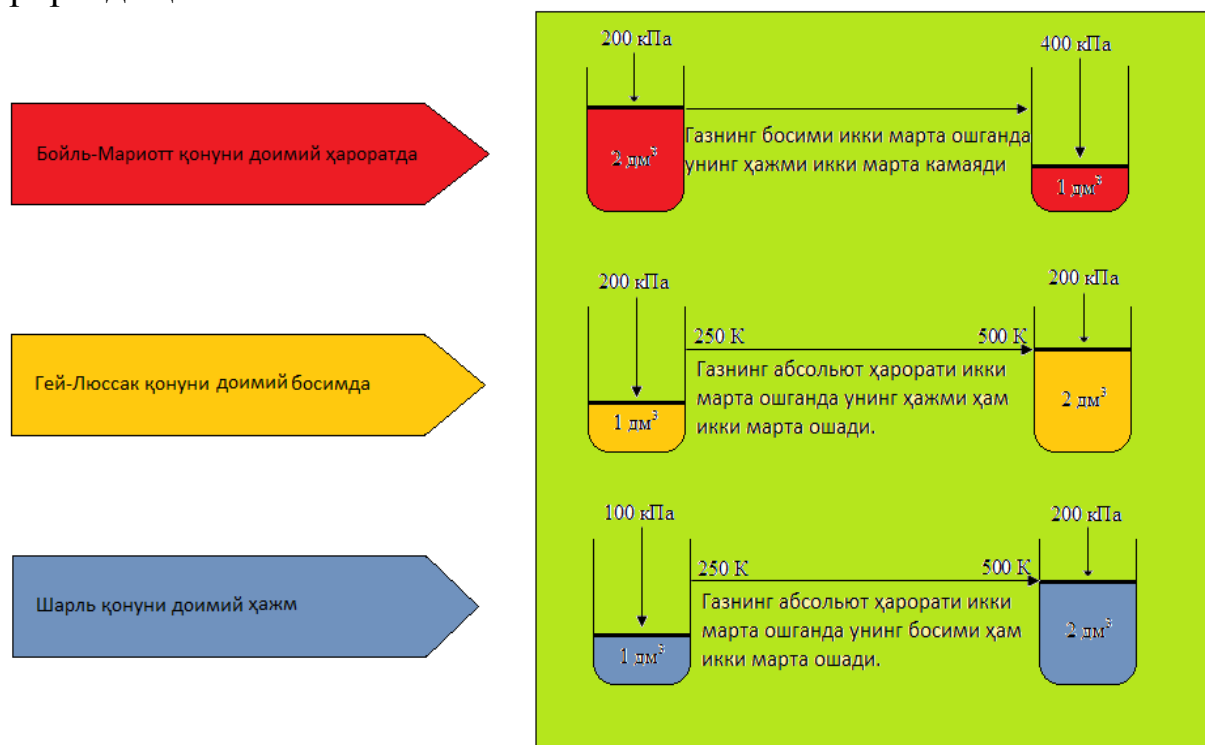 200 кПа
400 кПа
Бойль-Мариотт қонуни доимий ҳароратда
Газнинг босими икки марта ошганда
унинг ҳажми икки марта камаяди
2 дм³
1 дм³
200 кПа
200 кПа
250 К
500 К
Гей-Люссак қонуни доимий босимда
Газнинг абсольют ҳарорати икки
марта ошганда унинг ҳажми ҳам
икки марта ошади.
1 дм³
2 дм³
100 кПа
200 кПа
250 К
500 К
Шарль қонуни доимий ҳажм
Газнинг абсольют ҳарорати икки
марта ошганда унинг босими ҳам
икки марта ошади.
1 дм³
2 дм³